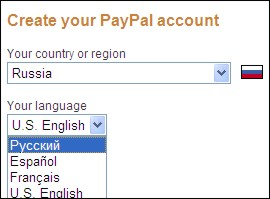 Create your PayPal account
Your country or region
Russia
Your language
U.S. English
Русский
Español
Français
U.S. English